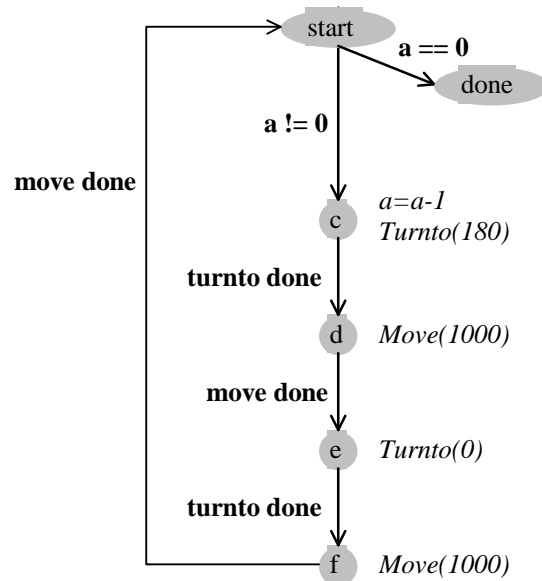 start
a == 0
done
a != 0
move done
c
a=a-1
Turnto(180)
turnto done
d
Move(1000)
move done
e
Turnto(0)
turnto done
f
Move(1000)